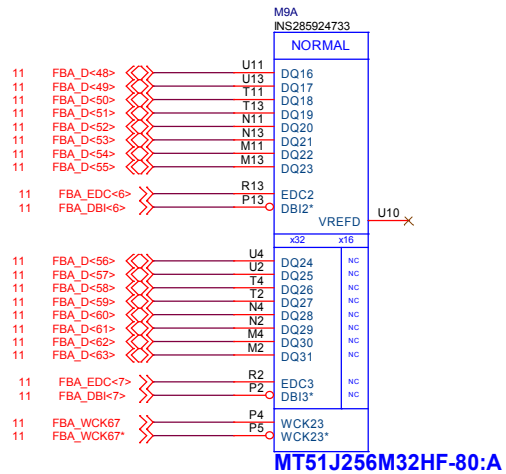 M9A
INS285924733
NORMAL
11 FBA_D<48> U11 DQ16
11 FBA_D<49> U13 DQ17
11 FBA_D<50> T11 DQ18
11 FBA_D<51> T13 DQ19
11 FBA_D<52> N11 DQ20
11 FBA_D<53> N13 DQ21
11 FBA_D<54> M11 DQ22
11 FBA_D<55> M13 DQ23
11 FBA_EDC<6> R13 EDC2
11 FBA_DBI<6> P13 DBI2*
VREFD U10
x32 x16
11 FBA_D<56> U4 DQ24 NC
11 FBA_D<57> U2 DQ25 NC
11 FBA_D<58> T4 DQ26 NC
11 FBA_D<59> T2 DQ27 NC
11 FBA_D<60> N4 DQ28 NC
11 FBA_D<61> N2 DQ29 NC
11 FBA_D<62> M4 DQ30 NC
11 FBA_D<63> M2 DQ31 NC
11 FBA_EDC<7> R2 EDC3 NC
11 FBA_DBI<7> P2 DBI3* NC
11 FBA_WCK67 P4 WCK23
11 FBA_WCK67* P5 WCK23*
MT51J256M32HF-80:A